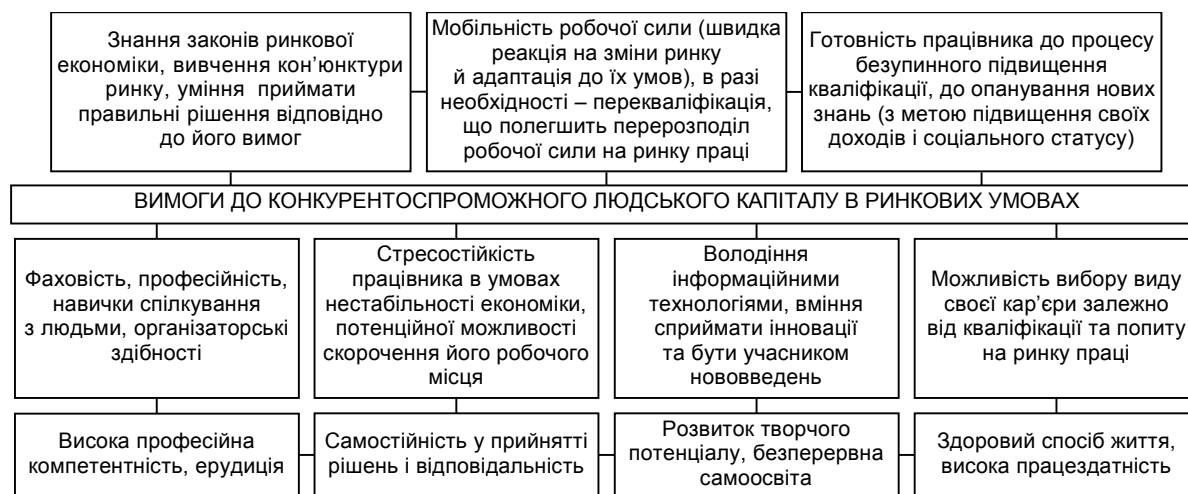 Знання законів ринкової
економіки, вивчення кон’юнктури
ринку, уміння приймати
правильні рішення відповідно
до його вимог
Мобільність робочої сили (швидка
реакція на зміни ринку
й адаптація до їх умов), в разі
необхідності – перекваліфікація,
що полегшить перерозподіл
робочої сили на ринку праці
Готовність працівника до процесу
безупинного підвищення
кваліфікації, до опанування нових
знань (з метою підвищення своїх
доходів і соціального статусу)
ВИМОГИ ДО КОНКУРЕНТОСПРОМОЖНОГО ЛЮДСЬКОГО КАПІТАЛУ В РИНКОВИХ УМОВАХ
Фаховість, професійність,
навички спілкування
з людьми, організаторські
здібності
Стресостійкість
працівника в умовах
нестабільності економіки,
потенційної можливості
скорочення його робочого
місця
Володіння
інформаційними
технологіями, вміння
сприймати інновації
та бути учасником
нововведень
Можливість вибору виду
своєї кар’єри залежно
від кваліфікації та попиту
на ринку праці
Висока професійна
компетентність, ерудиція
Самостійність у прийнятті
рішень і відповідальність
Розвиток творчого
потенціалу, безперервна
самоосвіта
Здоровий спосіб життя,
висока працездатність